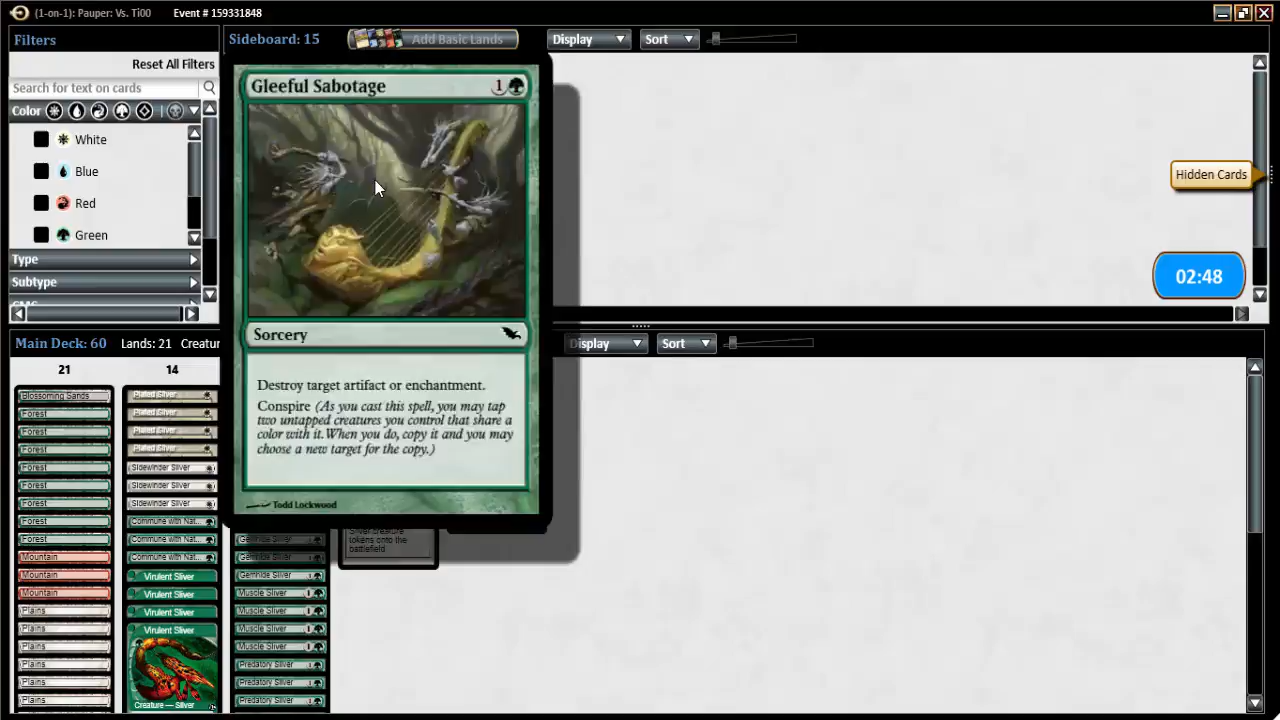 (1-on-1): Pauper: Vs. Ti00 Event # 159331848
Filters
Reset All Filters
Search for text on cards
Color
White
Blue
Red
Green
Type
Subtype
Sideboard: 15 Add Basic Lands Display Sort
Gleeful Sabotage 1
Sorcery
Destroy target artifact or enchantment.
Conspire (As you cast this spell, you may tap
two untapped creatures you control that share a
color with it. When you do, copy it and you may
choose a new target for the copy.)
Todd Lockwood
Hidden Cards
02:48
Main Deck: 60 Lands: 21 Creatur
Display Sort
21
Blossoming Sands
Forest
Forest
Forest
Forest
Forest
Forest
Forest
Forest
Mountain
Mountain
Mountain
Plains
Plains
Plains
Plains
Plains
Plains
14
Plated Sliver
Plated Sliver
Plated Sliver
Plated Sliver
Sidewinder Sliver
Sidewinder Sliver
Sidewinder Sliver
Commune with Nat...
Commune with Nat...
Commune with Nat...
Virulent Sliver
Virulent Sliver
Virulent Sliver
Virulent Sliver
Creature — Sliver
Gemhide Sliver
Gemhide Sliver
Gemhide Sliver
Muscle Sliver
Muscle Sliver
Muscle Sliver
Muscle Sliver
Predatory Sliver
Predatory Sliver
Predatory Sliver
Sliver creature
tokens onto the
battlefield